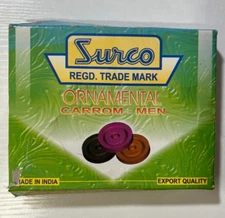 Surco
REGD. TRADE MARK
ORNAMENTAL
CARROM - MEN
MADE IN INDIA
EXPORT QUALITY